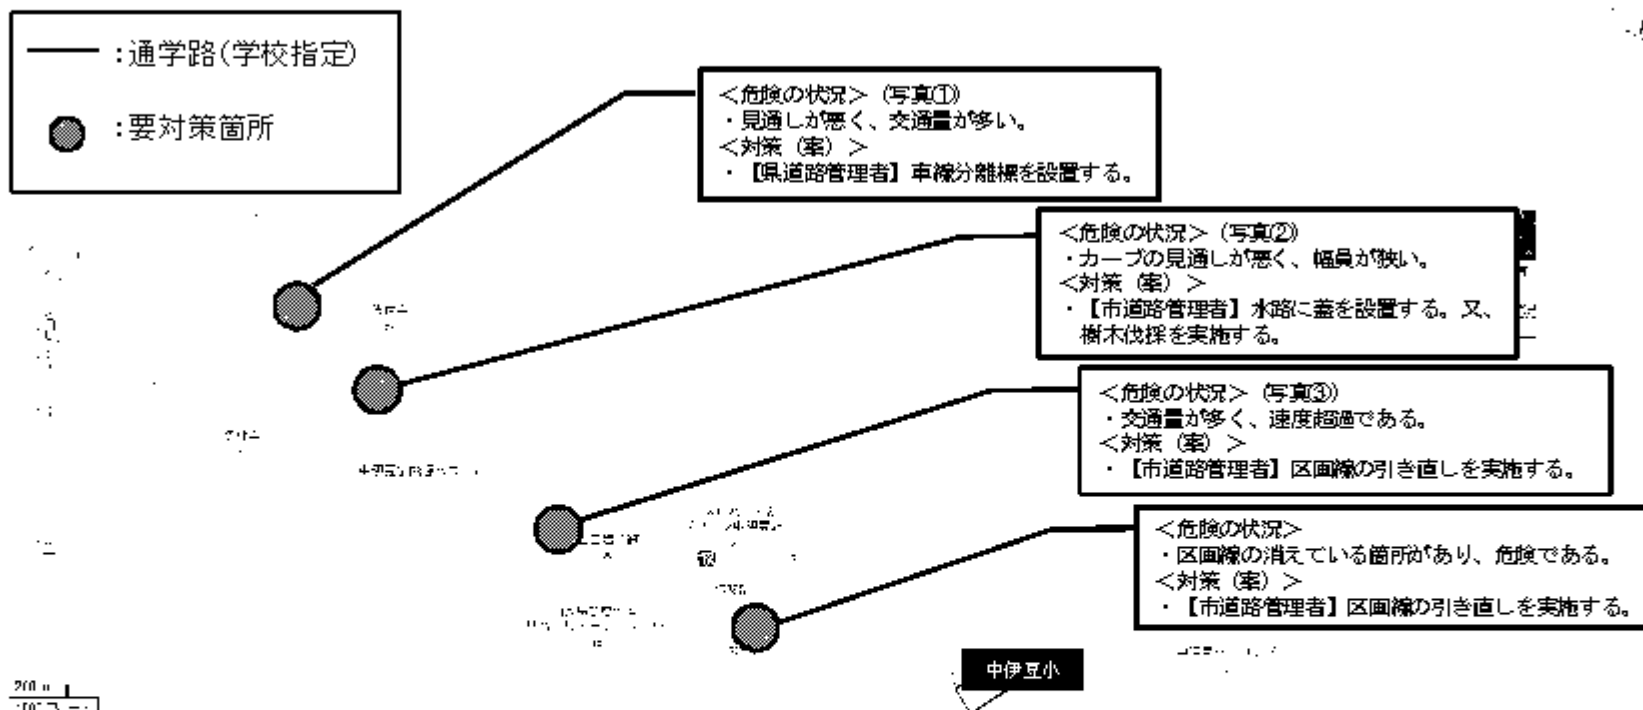 ：通学路(学校指定)
：要対策箇所
＜危険の状況＞（写真①）
・見通しが悪く、交通量が多い。
＜対策（案）＞
・【県道路管理者】車線分離標を設置する。
＜危険の状況＞（写真②）
・カーブの見通しが悪く、幅員が狭い。
＜対策（案）＞
・【市道路管理者】水路に蓋を設置する。又、
樹木伐採を実施する。
＜危険の状況＞（写真③）
・交通量が多く、速度超過である。
＜対策（案）＞
・【市道路管理者】区画線の引き直しを実施する。
＜危険の状況＞
・区画線の消えている箇所があり、危険である。
＜対策（案）＞
・【市道路管理者】区画線の引き直しを実施する。
中伊豆小